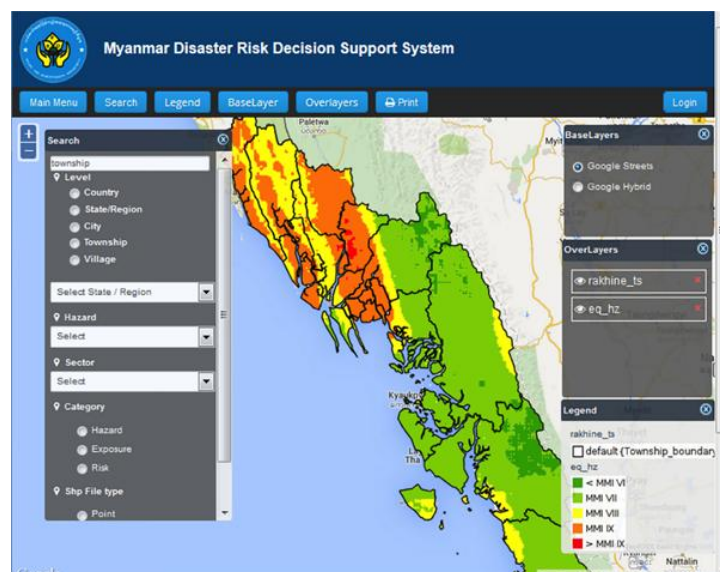 Myanmar Disaster Risk Decision Support System
Main Menu
Search
Legend
BaseLayer
Overlayers
Print
Login
Paletwa
Search
township
Level
Country
State/Region
City
Township
Village
Select State / Region
Hazard
Select
Sector
Select
Category
Hazard
Exposure
Risk
Shp File type
Point
BaseLayers
Google Streets
Google Hybrid
OverLayers
rakhine_ts
eq_hz
Legend
rakhine_ts
default (Township_boundary
eq_hz
< MMI VI
MMI VII
MMI VIII
MMI IX
> MMI IX
Nattalin